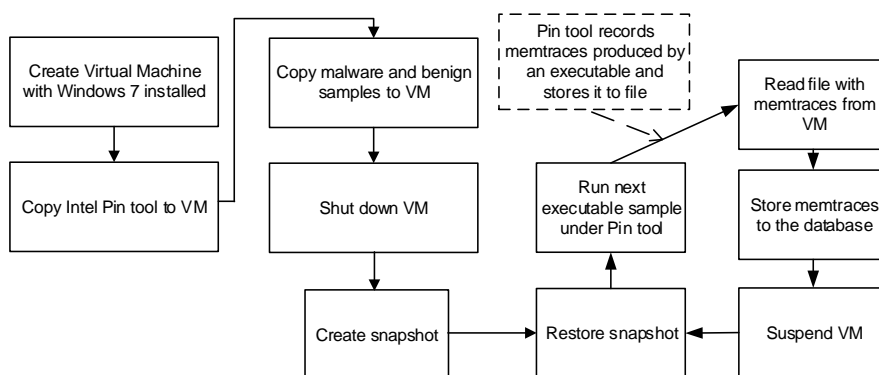 Create Virtual Machine
with Windows 7 installed
Copy Intel Pin tool to VM
Copy malware and benign
samples to VM
Shut down VM
Create snapshot
Restore snapshot
Run next
executable sample
under Pin tool
Pin tool records
memtraces produced by
an executable and
stores it to file
Read file with
memtraces from
VM
Store memtraces
to the database
Suspend VM